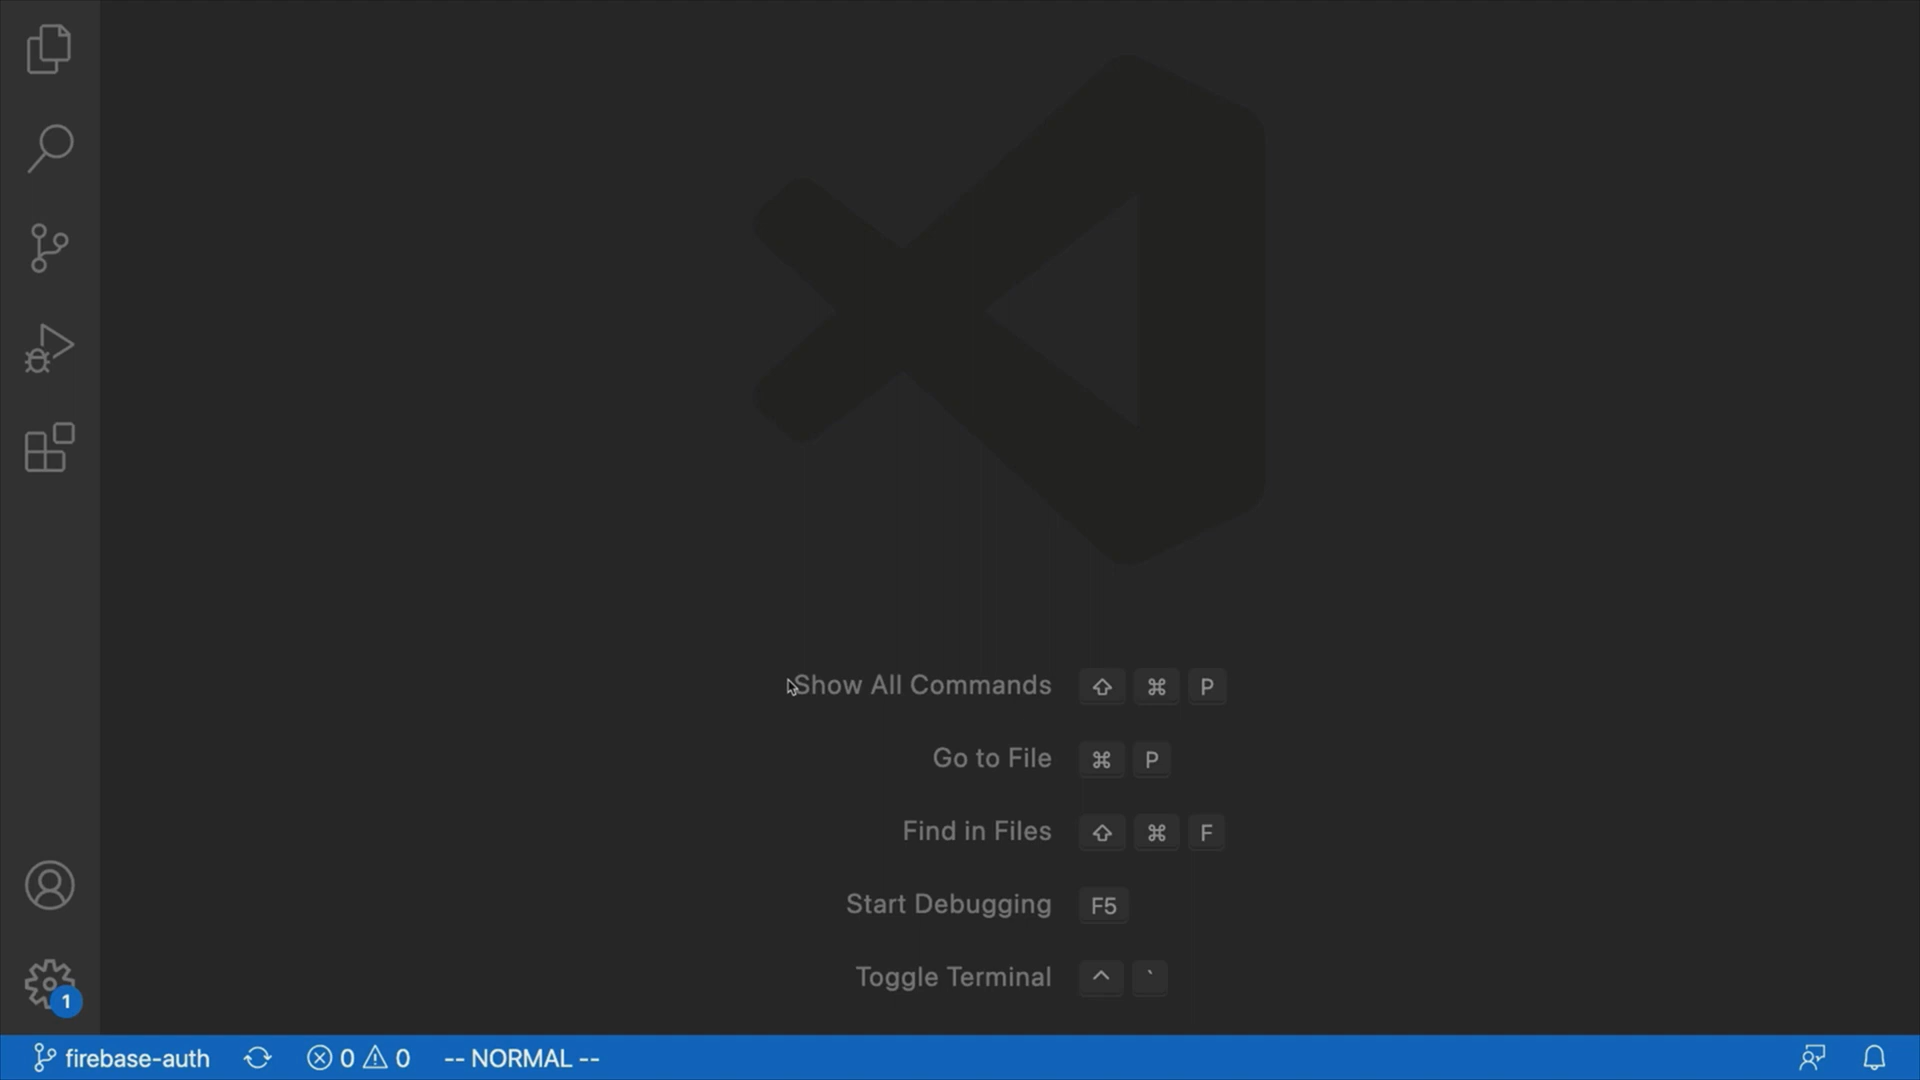 Show All Commands ⇧ ⌘ P
Go to File ⌘ P
Find in Files ⇧ ⌘ F
Start Debugging F5
Toggle Terminal ^ `
1
firebase-auth 0 0 -- NORMAL --